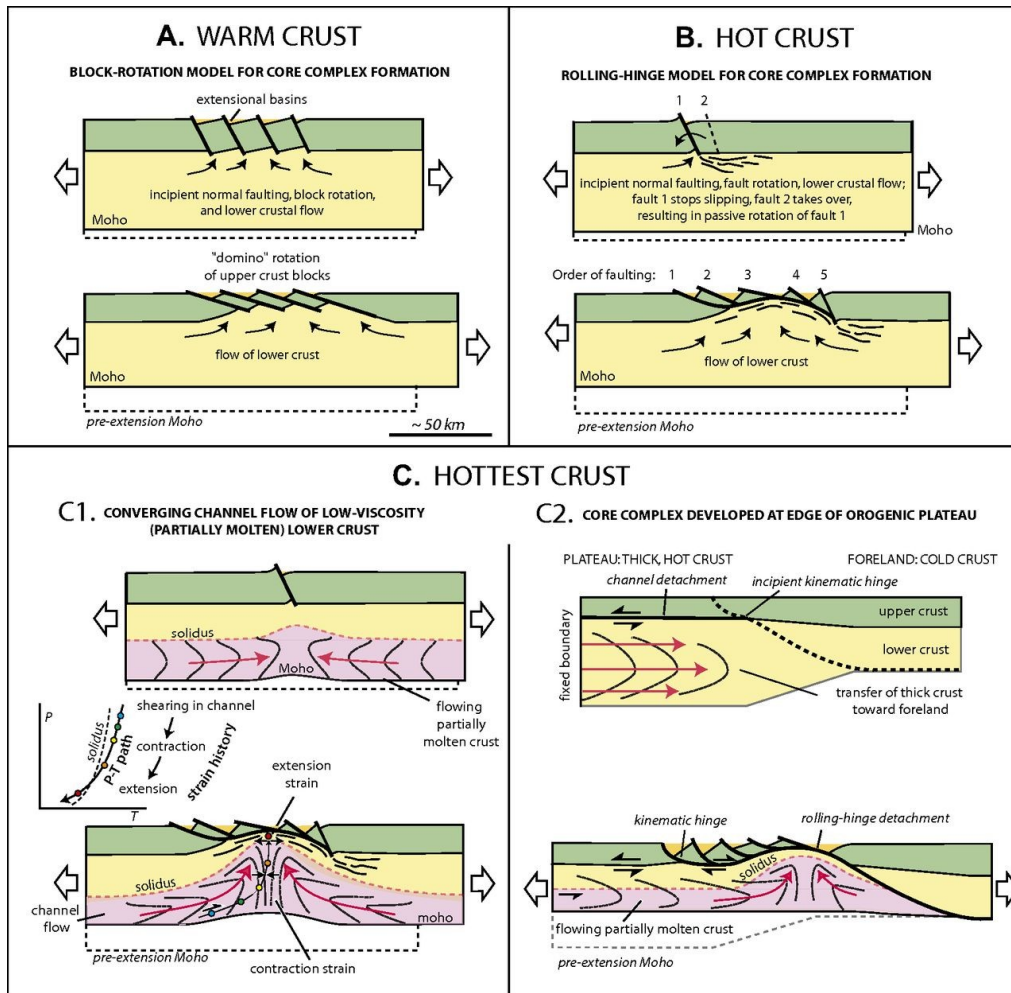 A. WARM CRUST
BLOCK-ROTATION MODEL FOR CORE COMPLEX FORMATION
extensional basins
incipient normal faulting, block rotation,
and lower crustal flow
Moho
"domino" rotation
of upper crust blocks
flow of lower crust
Moho
pre-extension Moho
~ 50 km
B. HOT CRUST
ROLLING-HINGE MODEL FOR CORE COMPLEX FORMATION
1 2
incipient normal faulting, fault rotation, lower crustal flow;
fault 1 stops slipping, fault 2 takes over,
resulting in passive rotation of fault 1
Moho
Order of faulting: 1 2 3 4 5
flow of lower crust
Moho
pre-extension Moho
C. HOTTEST CRUST
C1. CONVERGING CHANNEL FLOW OF LOW-VISCOSITY
(PARTIALLY MOLTEN) LOWER CRUST
solidus
Moho
flowing
partially
molten crust
P
solidus
P-T path
T
shearing in channel
contraction
extension
strain history
extension
strain
solidus
channel
flow
moho
pre-extension Moho
contraction strain
C2. CORE COMPLEX DEVELOPED AT EDGE OF OROGENIC PLATEAU
PLATEAU: THICK, HOT CRUST
FORELAND: COLD CRUST
channel detachment
incipient kinematic hinge
upper crust
lower crust
fixed boundary
transfer of thick crust
toward foreland
kinematic hinge
rolling-hinge detachment
solidus
flowing partially molten crust
pre-extension Moho